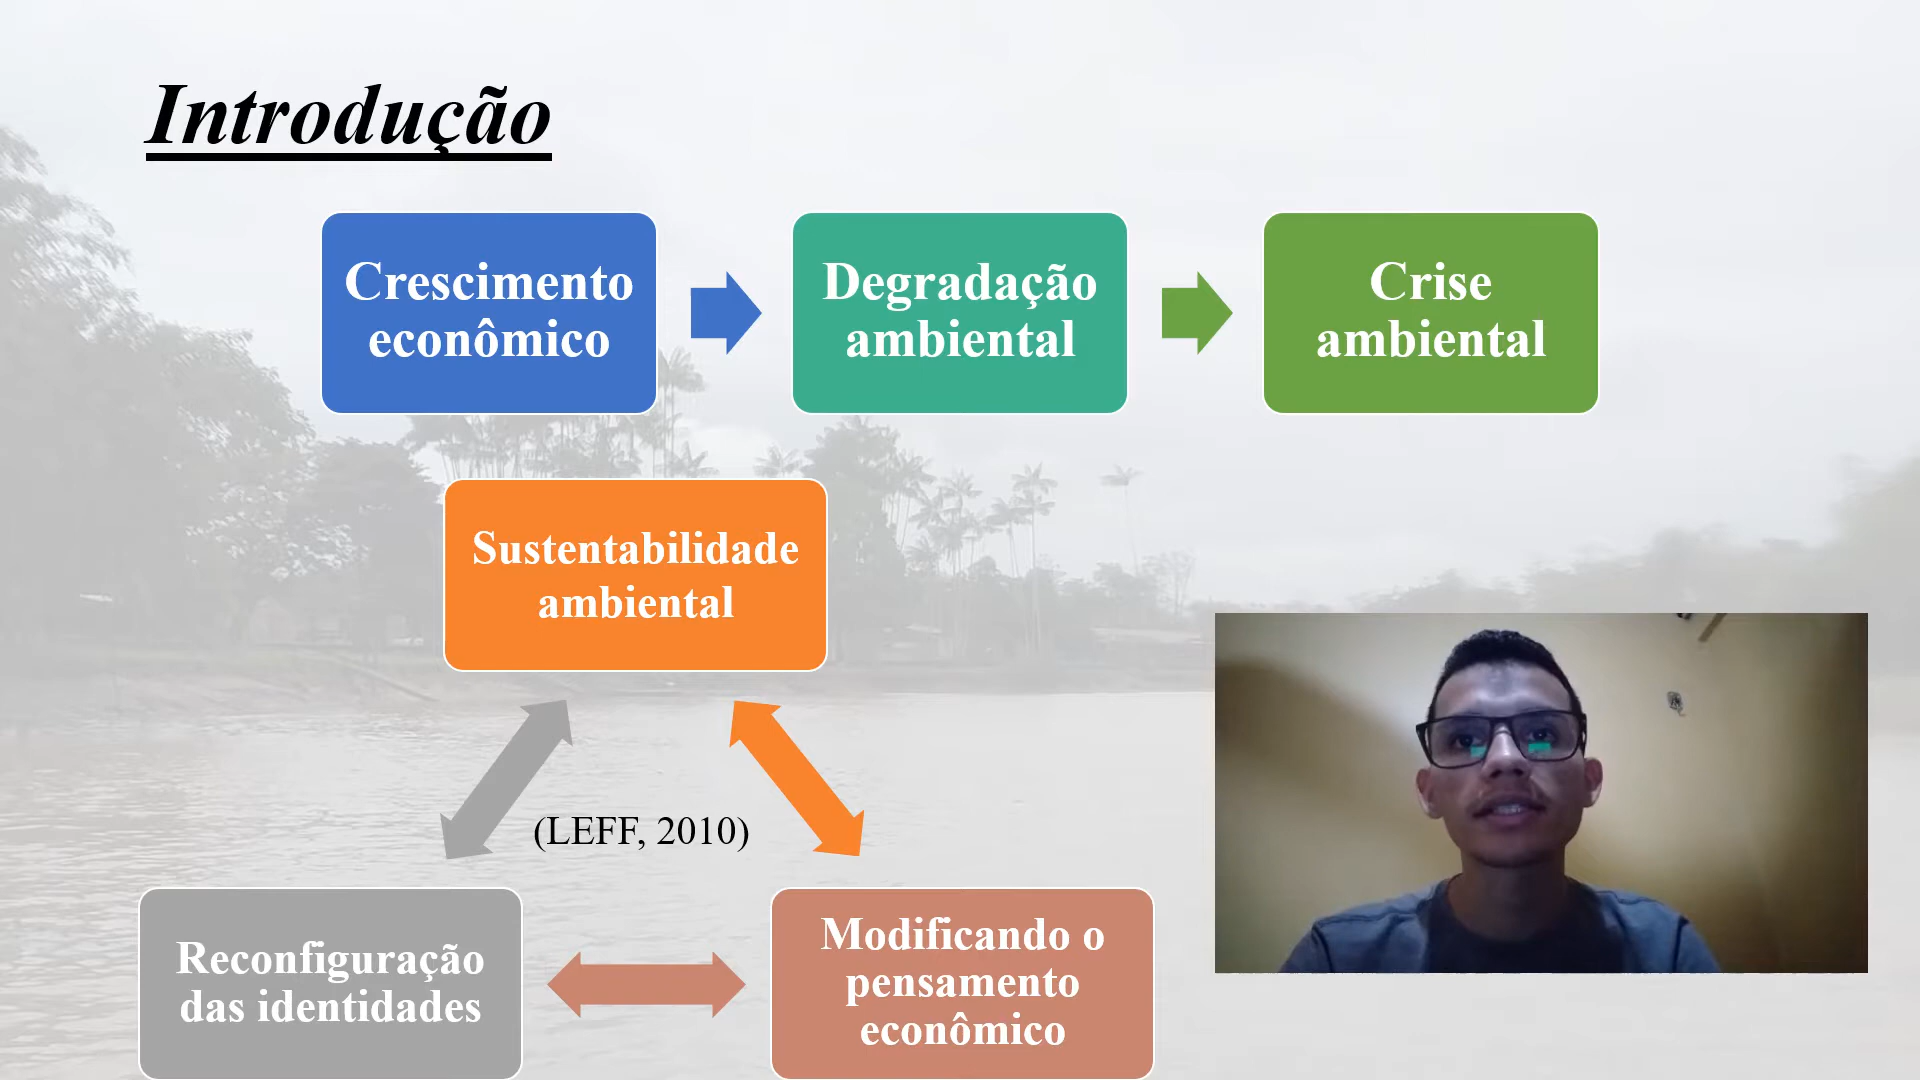 Introdução
Crescimento
econômico
Degradação
ambiental
Crise
ambiental
Sustentabilidade
ambiental
(LEFF, 2010)
Reconfiguração
das identidades
Modificando o
pensamento
econômico